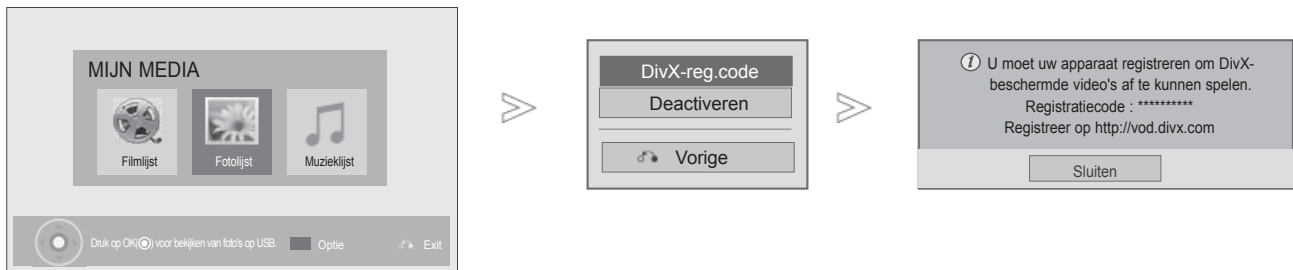 MIJN MEDIA
Filmlijst
Fotolijst
Muzieklijst
Druk op OK(◉) voor bekijken van foto's op USB.
Optie
Exit
DivX-reg.code
Deactiveren
Vorige
U moet uw apparaat registreren om DivX-
beschermde video's af te kunnen spelen.
Registratiecode : **********
Registreer op http://vod.divx.com
Sluiten